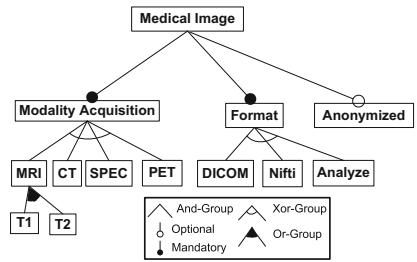 Medical Image
Modality Acquisition
Format
Anonymized
MRI
CT
SPEC
PET
DICOM
Nifti
Analyze
T1
T2
And-Group
Xor-Group
Optional
Or-Group
Mandatory